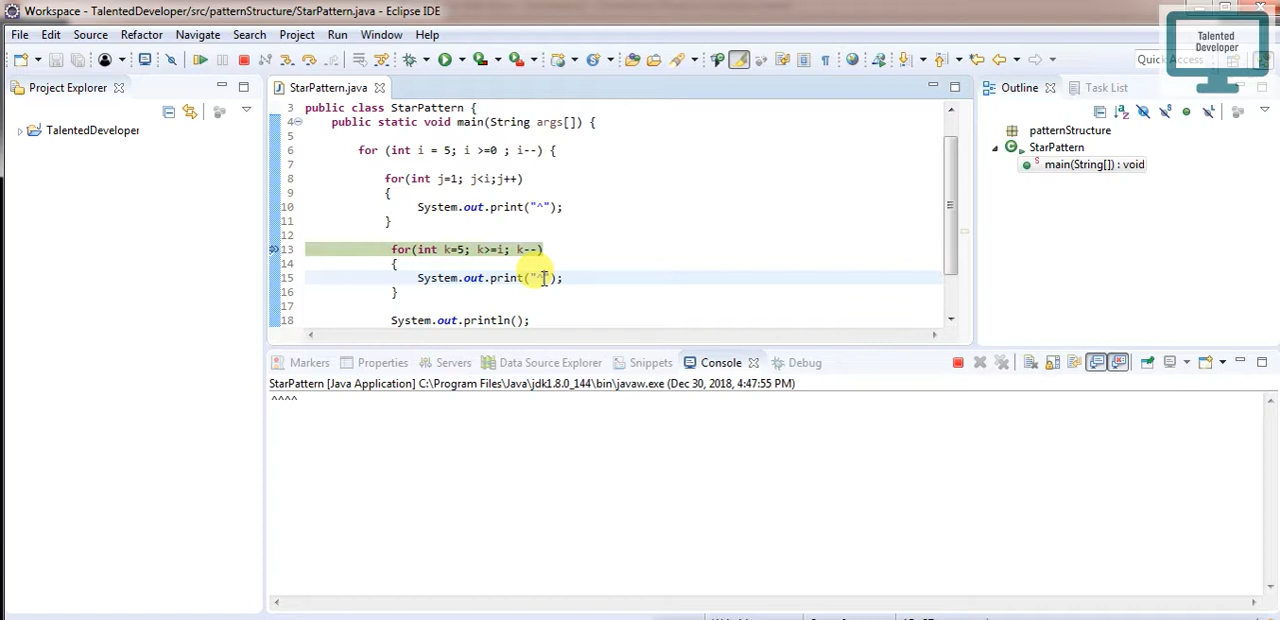 Workspace - TalentedDeveloper/src/patternStructure/StarPattern.java - Eclipse IDE
File Edit Source Refactor Navigate Search Project Run Window Help
Talented
Developer
Quick Access
Project Explorer
StarPattern.java
Outline
Task List
TalentedDeveloper
patternStructure
StarPattern
main(String[]) : void
3 public class StarPattern {
4 public static void main(String args[]) {
5
6 for (int i = 5; i >=0 ; i--) {
7
8 for(int j=1; j<i;j++)
9 {
10 System.out.print("^");
11 }
12
13 for(int k=5; k>=i; k--)
14 {
15 System.out.print("^");
16 }
17
18 System.out.println();
Markers Properties Servers Data Source Explorer Snippets Console Debug
StarPattern [Java Application] C:\Program Files\Java\jdk1.8.0_144\bin\javaw.exe (Dec 30, 2018, 4:47:55 PM)
^^^^